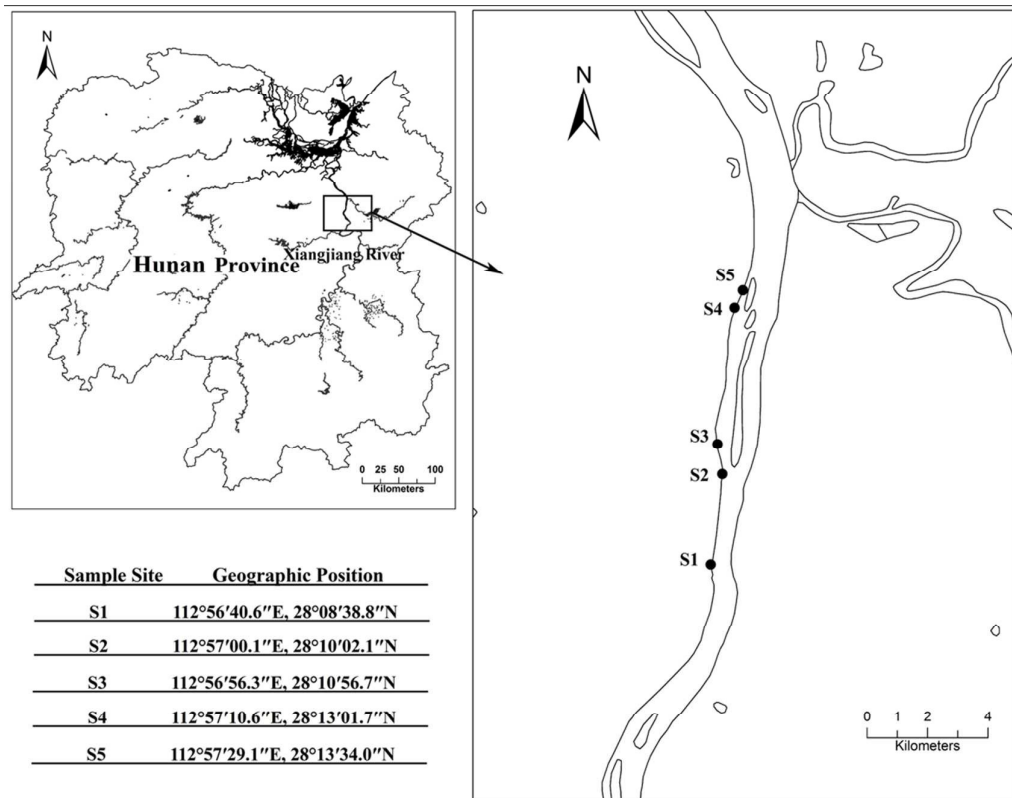 N
Hunan Province
Xiangjiang River
0 25 50 100
Kilometers
Sample Site Geographic Position
S1 112°56′40.6″E, 28°08′38.8″N
S2 112°57′00.1″E, 28°10′02.1″N
S3 112°56′56.3″E, 28°10′56.7″N
S4 112°57′10.6″E, 28°13′01.7″N
S5 112°57′29.1″E, 28°13′34.0″N
N
S5
S4
S3
S2
S1
0 1 2 4
Kilometers